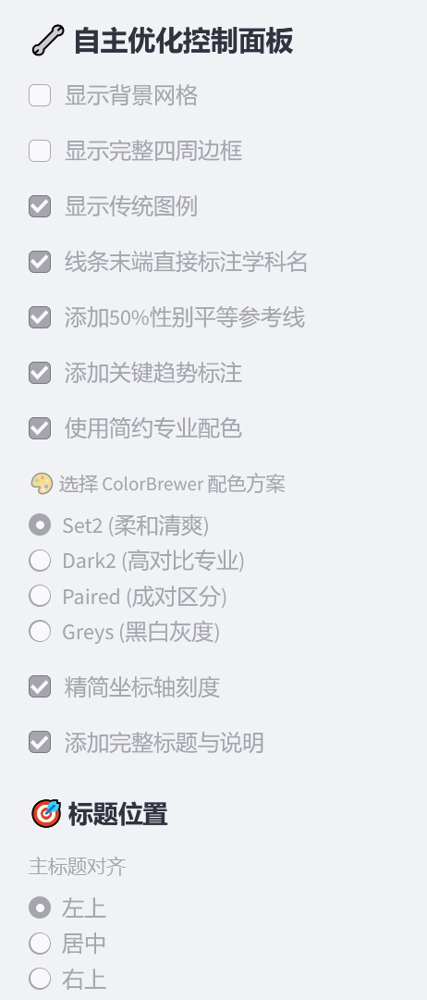 自主优化控制面板
显示背景网格
显示完整四周边框
显示传统图例
线条末端直接标注学科名
添加50%性别平等参考线
添加关键趋势标注
使用简约专业配色
选择 ColorBrewer 配色方案
Set2 (柔和清爽)
Dark2 (高对比专业)
Paired (成对区分)
Greys (黑白灰度)
精简坐标轴刻度
添加完整标题与说明
标题位置
主标题对齐
左上
居中
右上